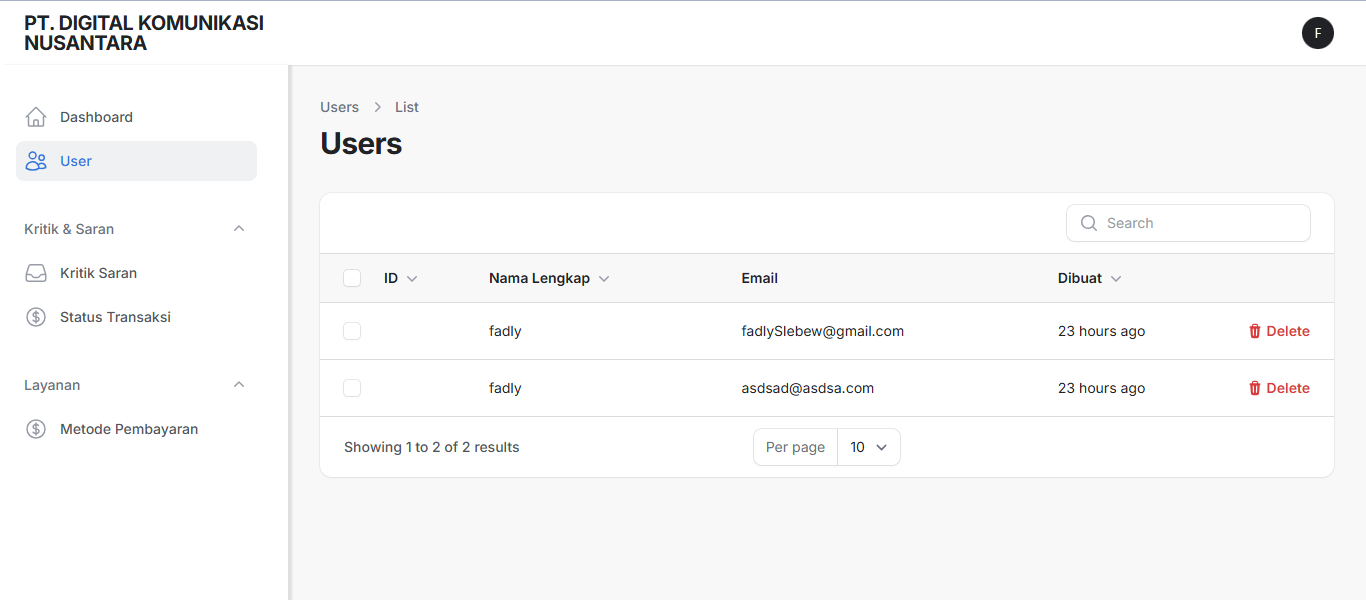 PT. DIGITAL KOMUNIKASI
NUSANTARA
F
Dashboard
User
Kritik & Saran
Kritik Saran
Status Transaksi
Layanan
Metode Pembayaran
Users > List
Users
Search
ID Nama Lengkap Email Dibuat
fadly fadlySlebew@gmail.com 23 hours ago Delete
fadly asdsad@asdsa.com 23 hours ago Delete
Showing 1 to 2 of 2 results Per page 10